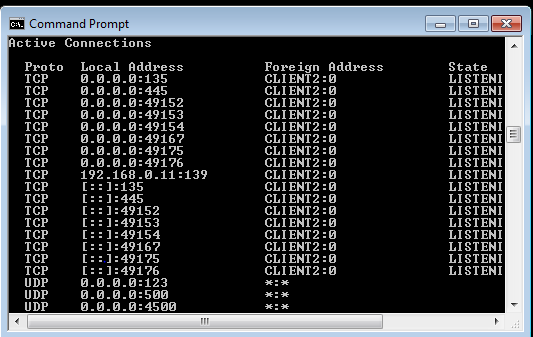 Command Prompt
Active Connections
Proto Local Address Foreign Address State
TCP 0.0.0.0:135 CLIENT2:0 LISTENI
TCP 0.0.0.0:445 CLIENT2:0 LISTENI
TCP 0.0.0.0:49152 CLIENT2:0 LISTENI
TCP 0.0.0.0:49153 CLIENT2:0 LISTENI
TCP 0.0.0.0:49154 CLIENT2:0 LISTENI
TCP 0.0.0.0:49167 CLIENT2:0 LISTENI
TCP 0.0.0.0:49175 CLIENT2:0 LISTENI
TCP 0.0.0.0:49176 CLIENT2:0 LISTENI
TCP 192.168.0.11:139 CLIENT2:0 LISTENI
TCP [::]:135 CLIENT2:0 LISTENI
TCP [::]:445 CLIENT2:0 LISTENI
TCP [::]:49152 CLIENT2:0 LISTENI
TCP [::]:49153 CLIENT2:0 LISTENI
TCP [::]:49154 CLIENT2:0 LISTENI
TCP [::]:49167 CLIENT2:0 LISTENI
TCP [::]:49175 CLIENT2:0 LISTENI
TCP [::]:49176 CLIENT2:0 LISTENI
UDP 0.0.0.0:123 *:*
UDP 0.0.0.0:500 *:*
UDP 0.0.0.0:4500 *:*